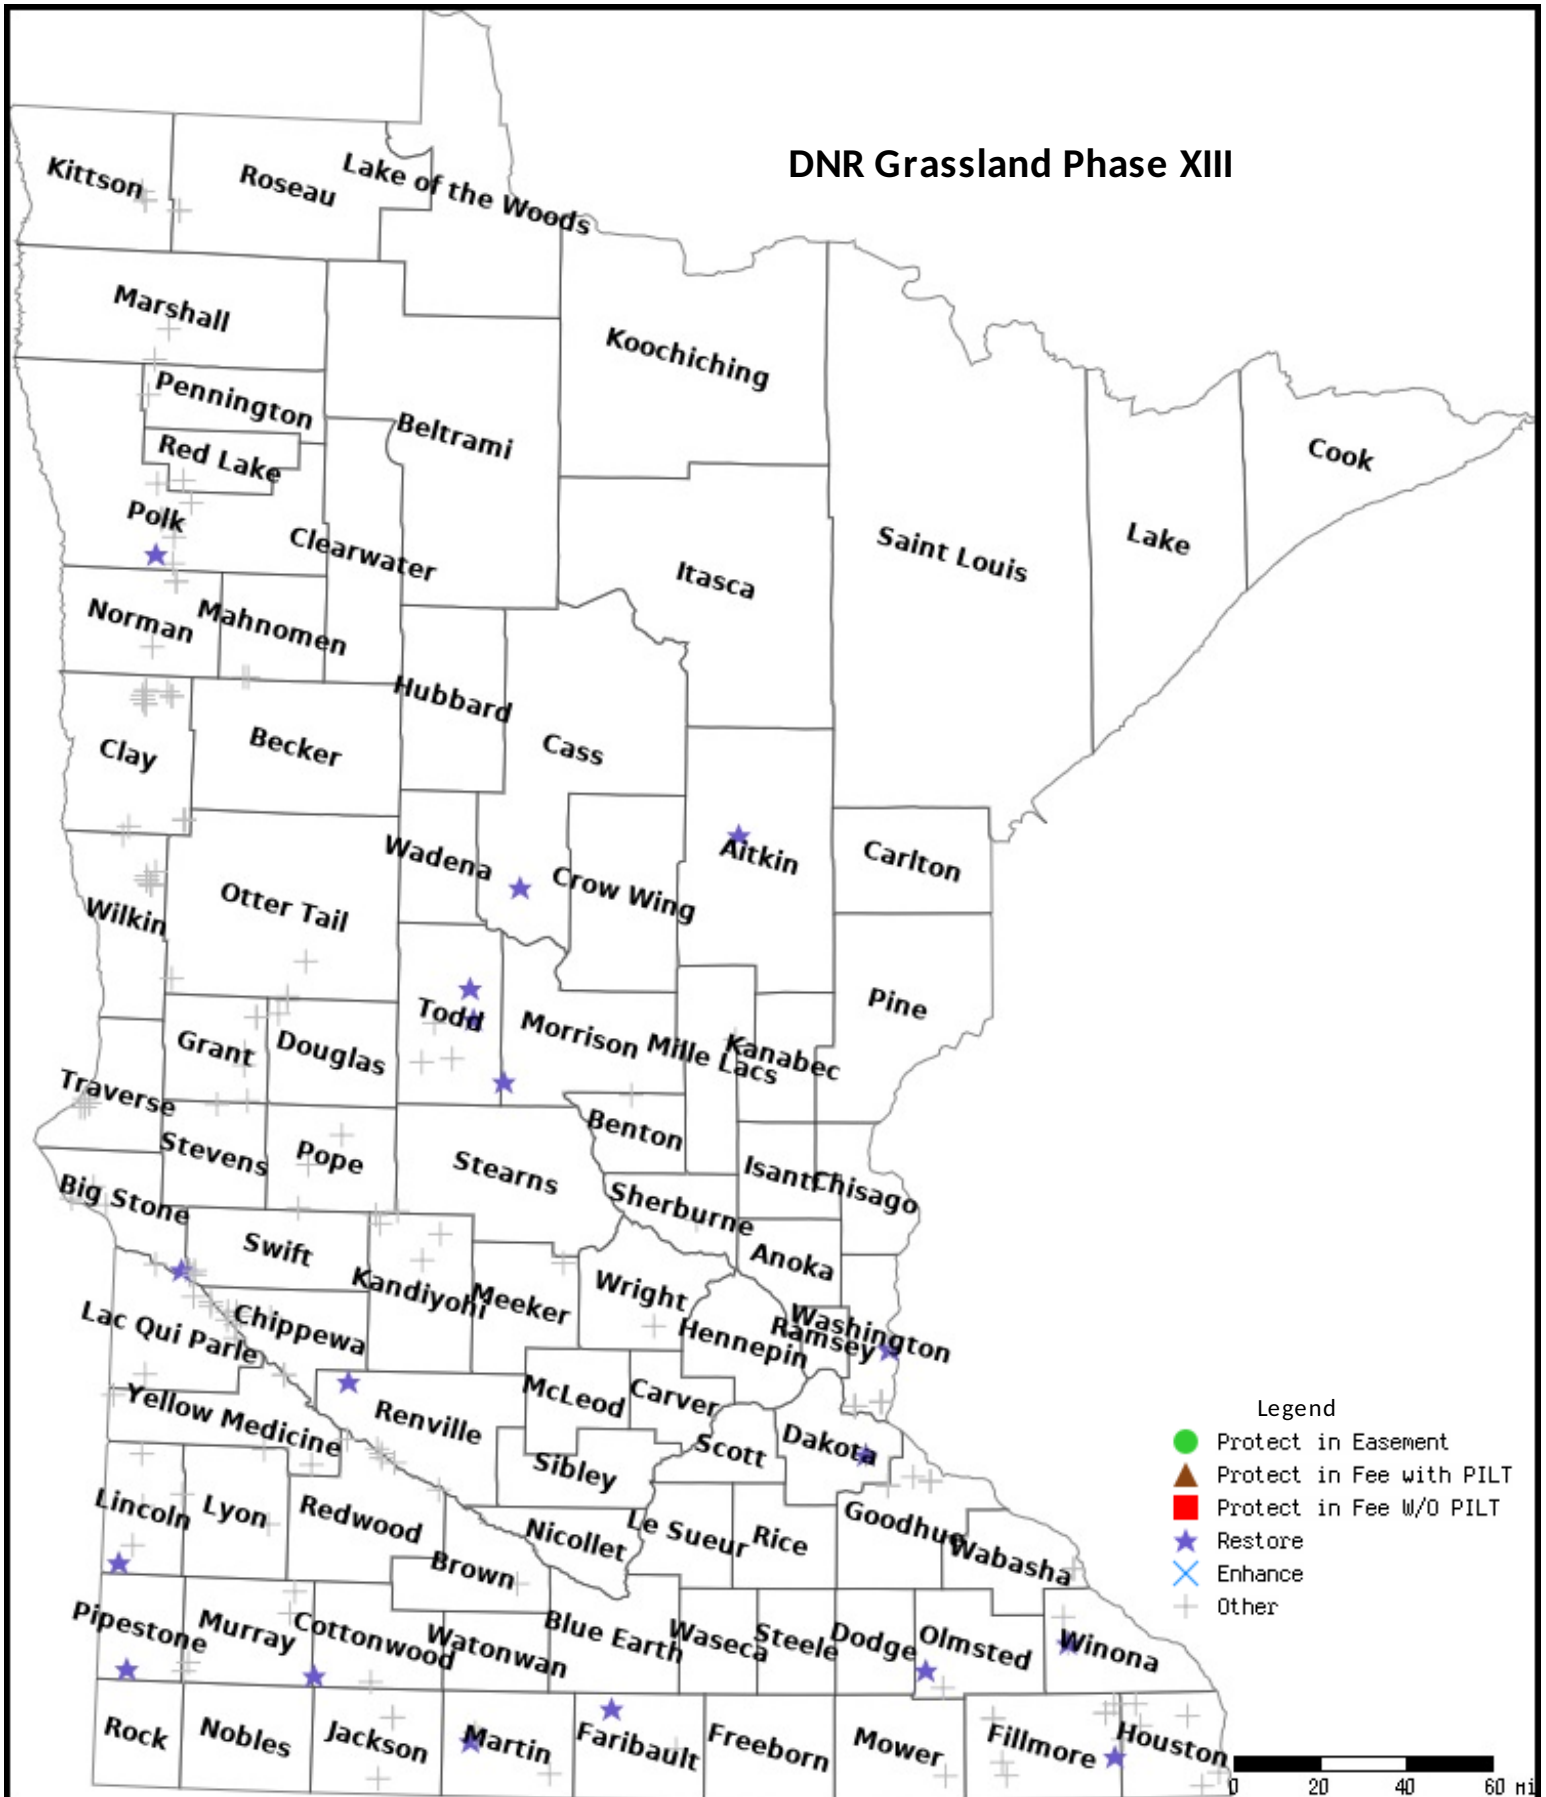 DNR Grassland Phase XIII
Kittson
Roseau
Lake of the Woods
Marshall
Koochiching
Pennington
Beltrami
Red Lake
Cook
Polk
Clearwater
Saint Louis
Lake
Itasca
Norman
Mahnomen
Hubbard
Clay
Becker
Cass
Wadena
Aitkin
Carlton
Crow Wing
Otter Tail
Wilkin
Pine
Todd
Morrison
Mille Lacs
Kanabec
Grant
Douglas
Traverse
Benton
Stevens
Pope
Stearns
Isanti
Chisago
Big Stone
Sherburne
Swift
Anoka
Kandiyohi
Meeker
Wright
Washington
Ramsey
Hennepin
Lac Qui Parle
Chippewa
McLeod
Carver
Yellow Medicine
Renville
Scott
Dakota
Sibley
Legend
Protect in Easement
Protect in Fee with PILT
Protect in Fee W/O PILT
Restore
Enhance
Other
Lincoln
Lyon
Redwood
Nicollet
Le Sueur
Rice
Goodhue
Wabasha
Brown
Pipestone
Murray
Cottonwood
Watonwan
Blue Earth
Waseca
Steele
Dodge
Olmsted
Winona
Rock
Nobles
Jackson
Martin
Faribault
Freeborn
Mower
Fillmore
Houston
0 20 40 60 Mi